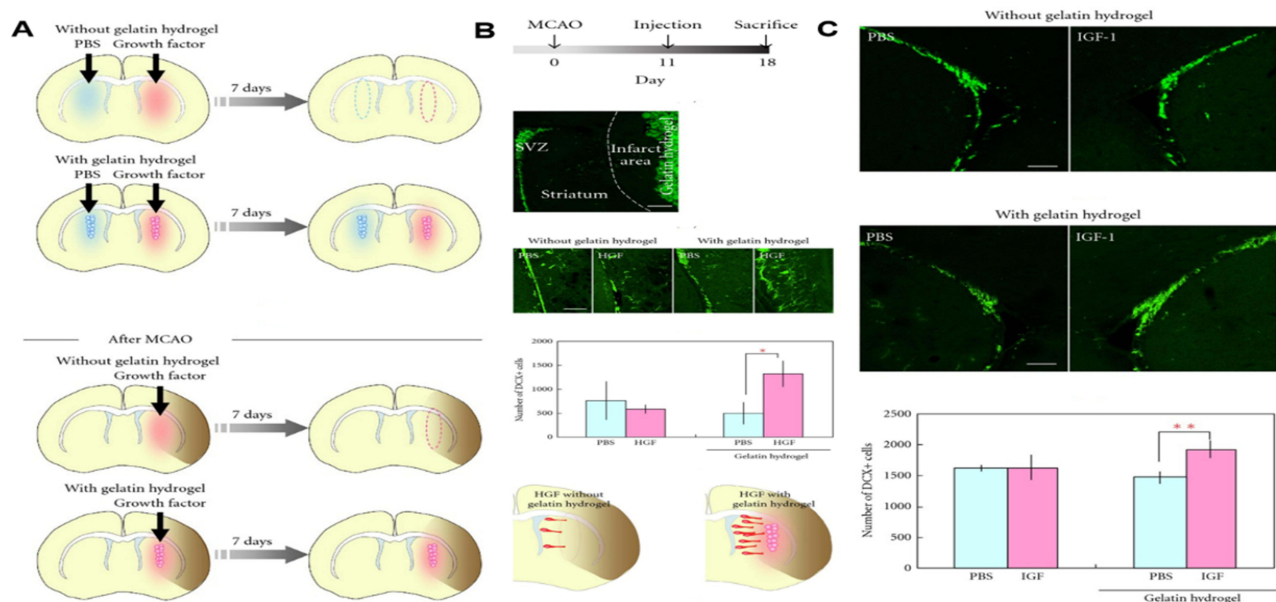 A
Without gelatin hydrogel
PBS Growth factor
7 days
With gelatin hydrogel
PBS Growth factor
7 days
After MCAO
Without gelatin hydrogel
Growth factor
7 days
With gelatin hydrogel
Growth factor
7 days
B
MCAO Injection Sacrifice
0 11 18
Day
SVZ
Infarct
area
Striatum
Gelatin hydrogel
Without gelatin hydrogel With gelatin hydrogel
PBS HGF PBS HGF
Number of DCX+ cells
2000
1500
1000
500
0
*
PBS HGF PBS HGF
Gelatin hydrogel
HGF without
gelatin hydrogel
HGF with
gelatin hydrogel
C
Without gelatin hydrogel
PBS IGF-1
With gelatin hydrogel
PBS IGF-1
Number of DCX+ cells
2500
2000
1500
1000
500
0
**
PBS IGF PBS IGF
Gelatin hydrogel